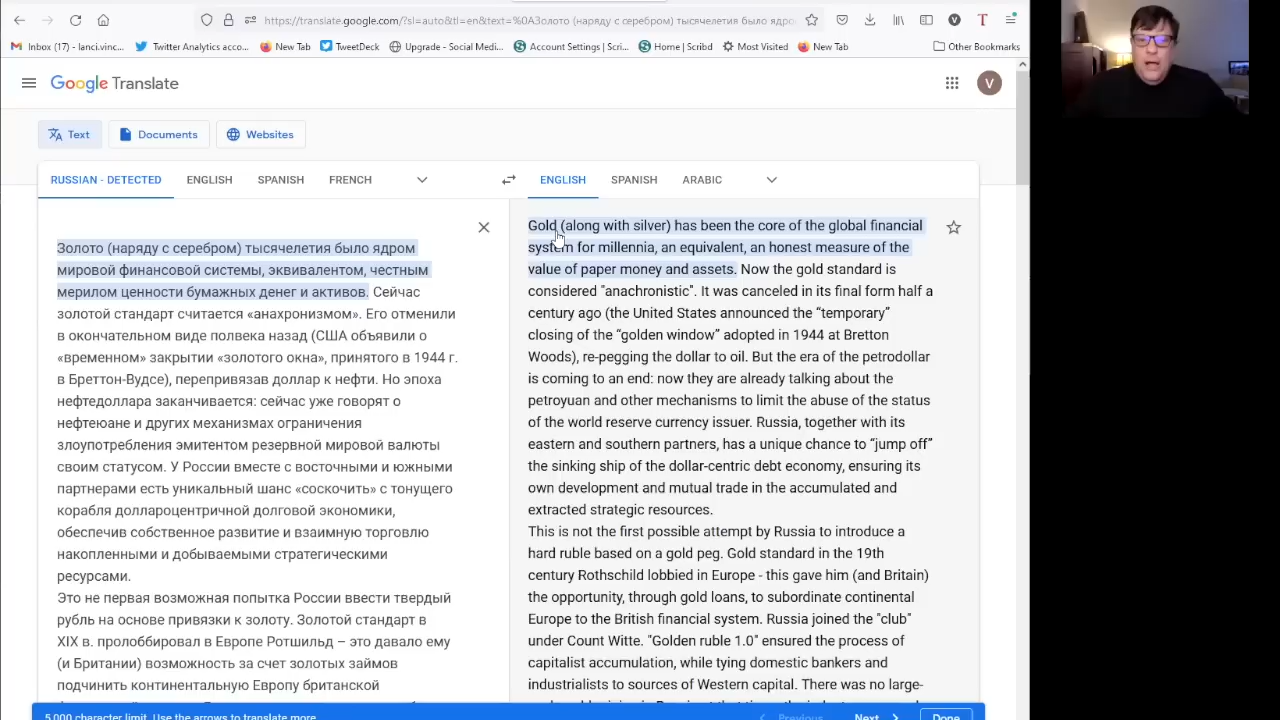 https://translate.google.com/?sl=auto&tl=en&text=%0AЗолото (наряду с серебром) тысячелетия было ядро
Inbox (17) - lanci.vinc...
Twitter Analytics acco...
New Tab
TweetDeck
Upgrade - Social Medi...
Account Settings | Scri...
Home | Scribd
Most Visited
New Tab
Other Bookmarks
Google Translate
V
Text
Documents
Websites
RUSSIAN - DETECTED
ENGLISH
SPANISH
FRENCH
ENGLISH
SPANISH
ARABIC
Золото (наряду с серебром) тысячелетия было ядром
мировой финансовой системы, эквивалентом, честным
мерилом ценности бумажных денег и активов. Сейчас
золотой стандарт считается «анахронизмом». Его отменили
в окончательном виде полвека назад (США объявили о
«временном» закрытии «золотого окна», принятого в 1944 г.
в Бреттон-Вудсе), перепривязав доллар к нефти. Но эпоха
нефтедоллара заканчивается: сейчас уже говорят о
нефтеюане и других механизмах ограничения
злоупотребления эмитентом резервной мировой валюты
своим статусом. У России вместе с восточными и южными
партнерами есть уникальный шанс «соскочить» с тонущего
корабля доллароцентричной долговой экономики,
обеспечив собственное развитие и взаимную торговлю
накопленными и добываемыми стратегическими
ресурсами.
Это не первая возможная попытка России ввести твердый
рубль на основе привязки к золоту. Золотой стандарт в
XIX в. пролоббировал в Европе Ротшильд – это давало ему
(и Британии) возможность за счет золотых займов
подчинить континентальную Европу британской
Gold (along with silver) has been the core of the global financial
system for millennia, an equivalent, an honest measure of the
value of paper money and assets. Now the gold standard is
considered "anachronistic". It was canceled in its final form half a
century ago (the United States announced the “temporary”
closing of the “golden window” adopted in 1944 at Bretton
Woods), re-pegging the dollar to oil. But the era of the petrodollar
is coming to an end: now they are already talking about the
petroyuan and other mechanisms to limit the abuse of the status
of the world reserve currency issuer. Russia, together with its
eastern and southern partners, has a unique chance to “jump off”
the sinking ship of the dollar-centric debt economy, ensuring its
own development and mutual trade in the accumulated and
extracted strategic resources.
This is not the first possible attempt by Russia to introduce a
hard ruble based on a gold peg. Gold standard in the 19th
century Rothschild lobbied in Europe - this gave him (and Britain)
the opportunity, through gold loans, to subordinate continental
Europe to the British financial system. Russia joined the "club"
under Count Witte. "Golden ruble 1.0" ensured the process of
capitalist accumulation, while tying domestic bankers and
industrialists to sources of Western capital. There was no large-
5,000 character limit. Use the arrows to translate more.
Previous
Next
Done